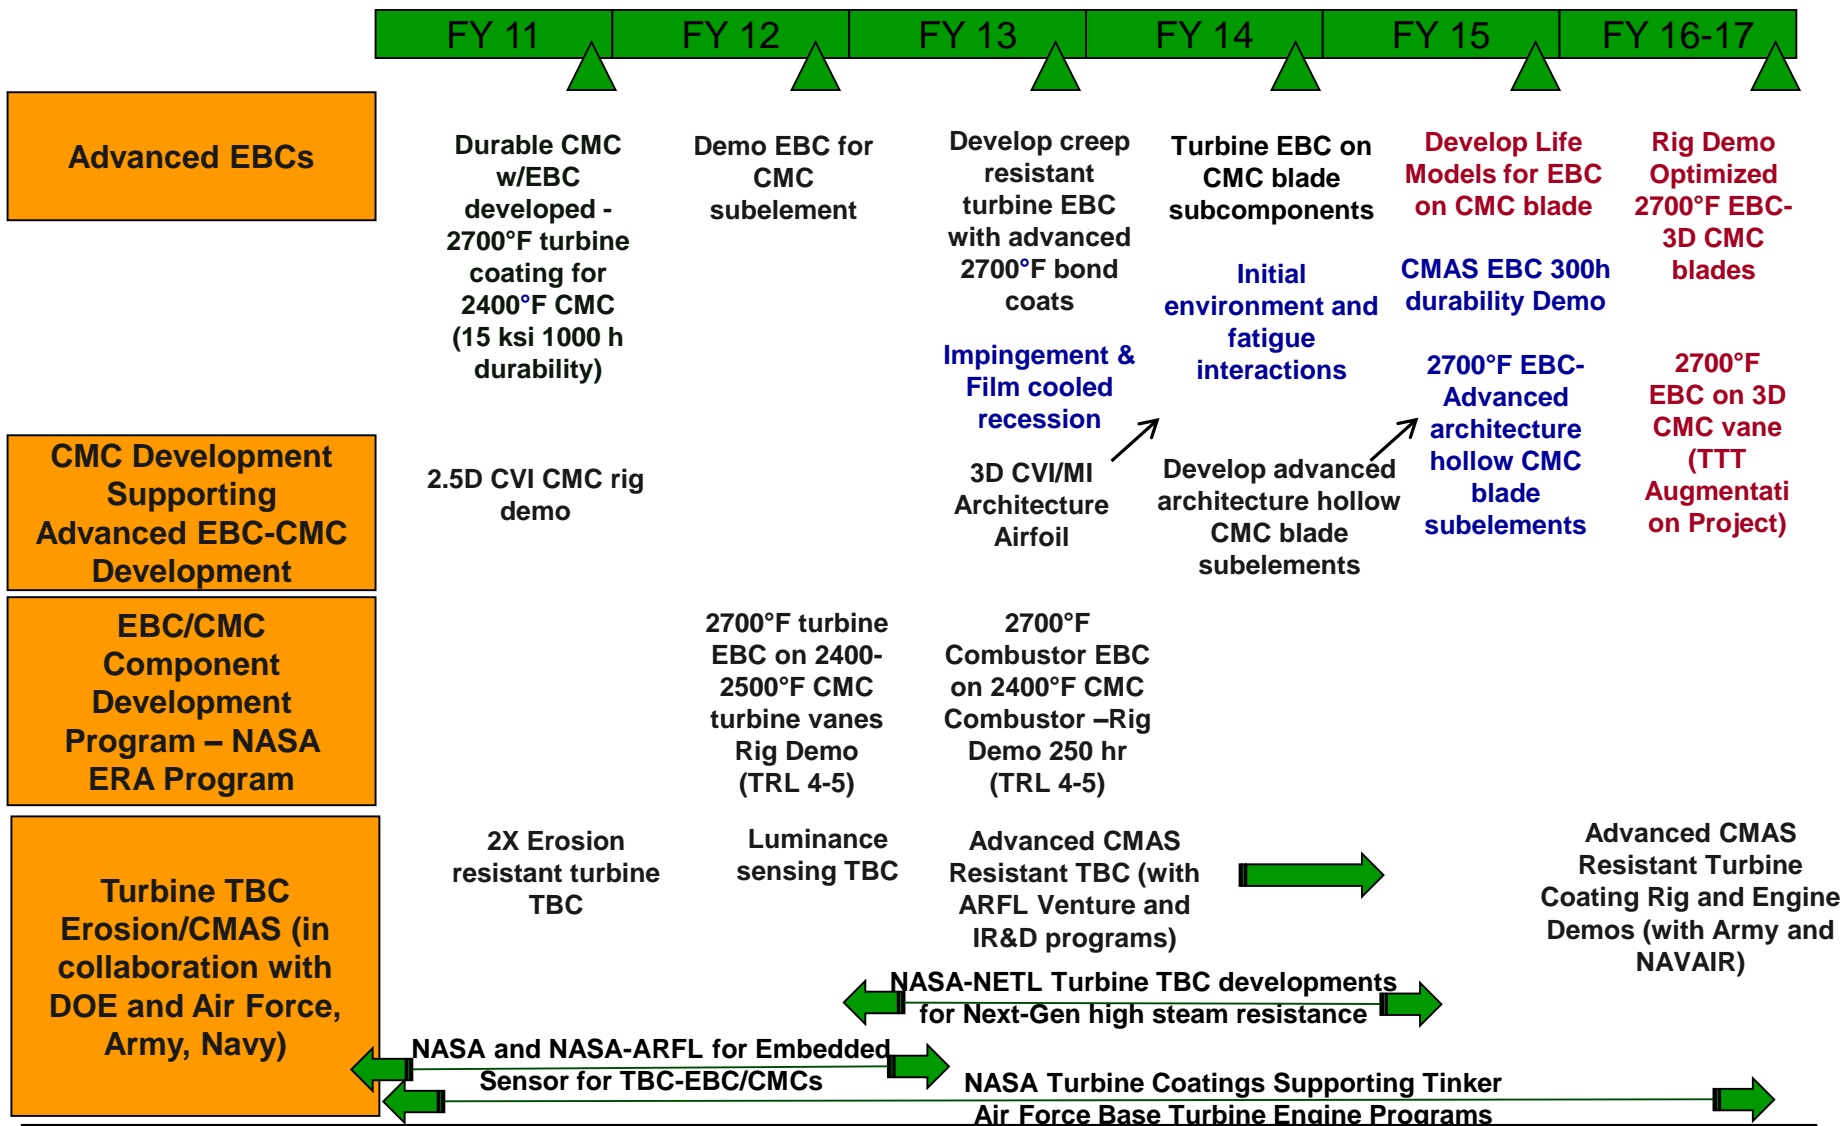 FY 11
FY 12
FY 13
FY 14
FY 15
FY 16-17
Advanced EBCs
Durable CMC
w/EBC
developed -
2700°F turbine
coating for
2400°F CMC
(15 ksi 1000 h
durability)
Demo EBC for
CMC
subelement
Develop creep
resistant
turbine EBC
with advanced
2700°F bond
coats
Impingement &
Film cooled
recession
Turbine EBC on
CMC blade
subcomponents
Initial
environment and
fatigue
interactions
Develop Life
Models for EBC
on CMC blade
CMAS EBC 300h
durability Demo
2700°F EBC-
Advanced
architecture
hollow CMC
blade
subelements
Rig Demo
Optimized
2700°F EBC-
3D CMC
blades
2700°F
EBC on 3D
CMC vane
(TTT
Augmentati
on Project)
CMC Development
Supporting
Advanced EBC-CMC
Development
2.5D CVI CMC rig
demo
3D CVI/MI
Architecture
Airfoil
Develop advanced
architecture hollow
CMC blade
subelements
EBC/CMC
Component
Development
Program – NASA
ERA Program
2700°F turbine
EBC on 2400-
2500°F CMC
turbine vanes
Rig Demo
(TRL 4-5)
2700°F
Combustor EBC
on 2400°F CMC
Combustor –Rig
Demo 250 hr
(TRL 4-5)
Turbine TBC
Erosion/CMAS (in
collaboration with
DOE and Air Force,
Army, Navy)
2X Erosion
resistant turbine
TBC
Luminance
sensing TBC
Advanced CMAS
Resistant TBC (with
ARFL Venture and
IR&D programs)
Advanced CMAS
Resistant Turbine
Coating Rig and Engine
Demos (with Army and
NAVAIR)
NASA-NETL Turbine TBC developments
for Next-Gen high steam resistance
NASA and NASA-ARFL for Embedded
Sensor for TBC-EBC/CMCs
NASA Turbine Coatings Supporting Tinker
Air Force Base Turbine Engine Programs